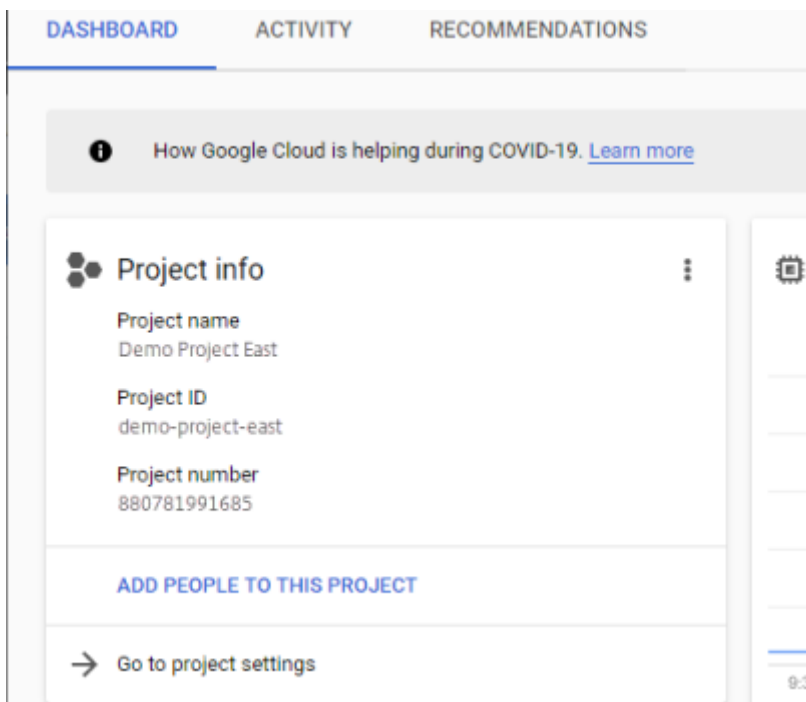 DASHBOARD ACTIVITY RECOMMENDATIONS
How Google Cloud is helping during COVID-19. Learn more
Project info
Project name
Demo Project East
Project ID
demo-project-east
Project number
880781991685
ADD PEOPLE TO THIS PROJECT
Go to project settings